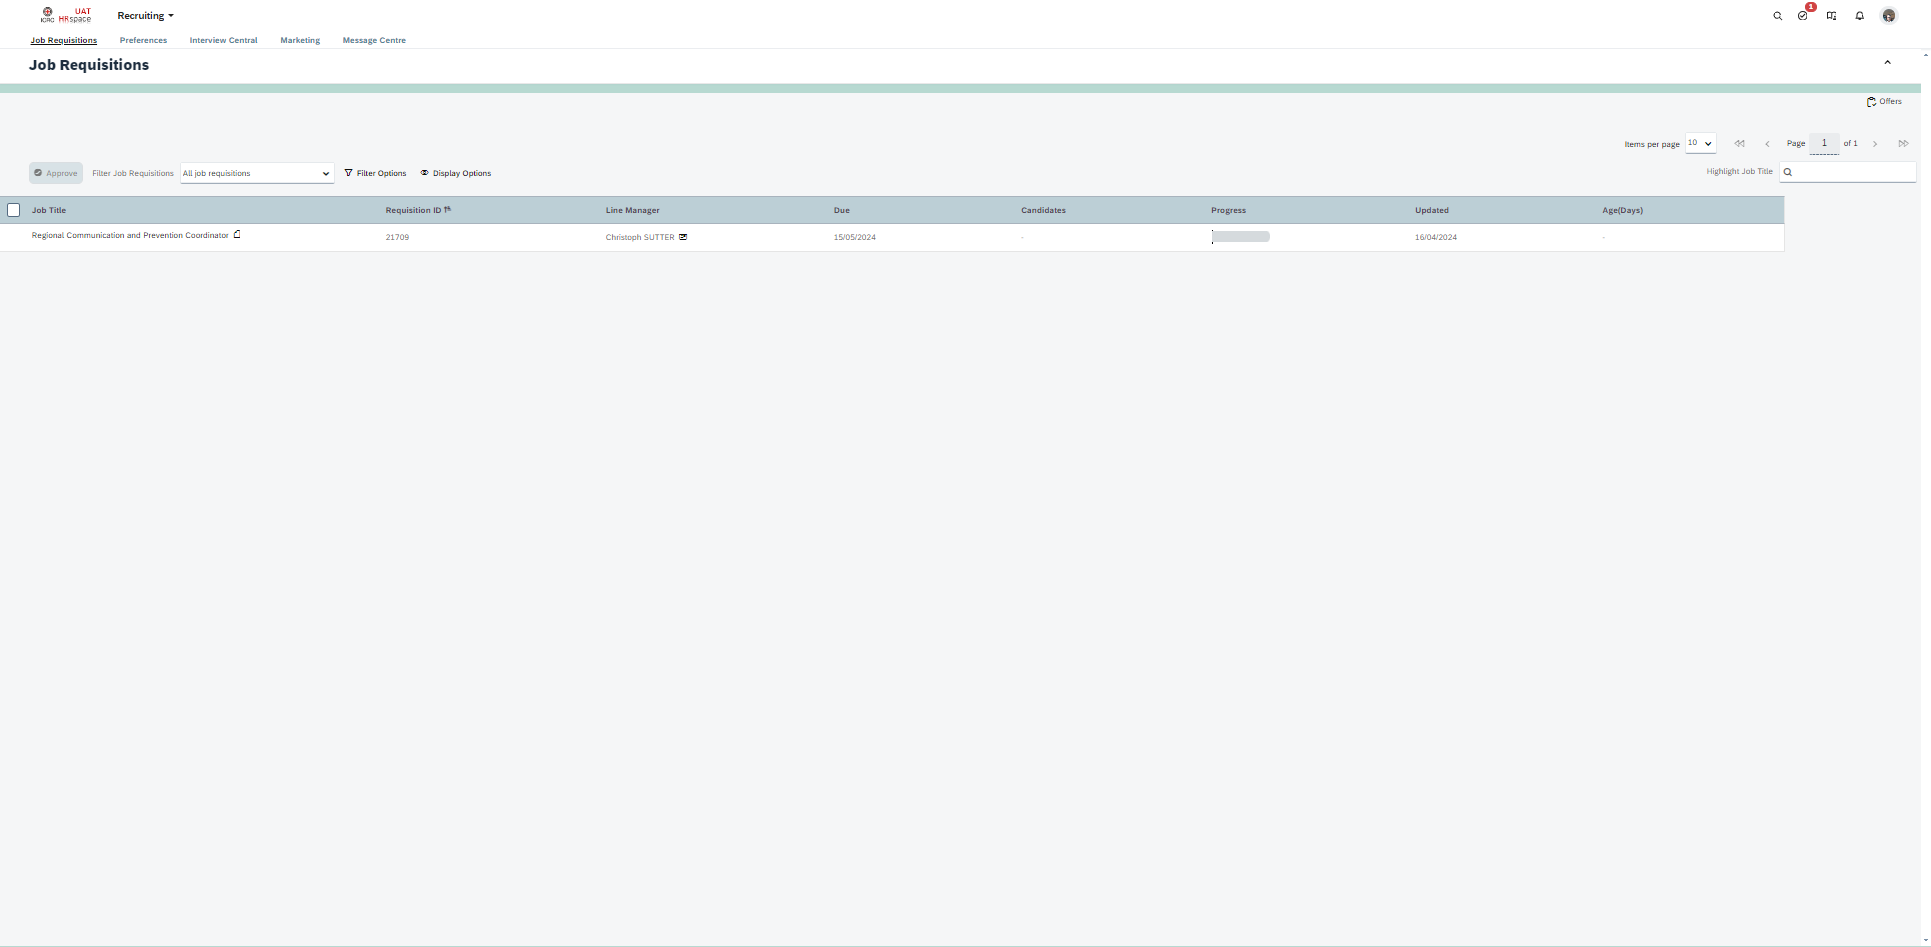 ICRC UAT HRspace Recruiting 1
Job Requisitions Preferences Interview Central Marketing Message Centre
Job Requisitions
Offers
Items per page 10 Page 1 of 1
Approve Filter Job Requisitions All job requisitions Filter Options Display Options Highlight Job Title
Job Title Requisition ID Line Manager Due Candidates Progress Updated Age(Days)
Regional Communication and Prevention Coordinator 21709 Christoph SUTTER 15/05/2024 - 16/04/2024 -